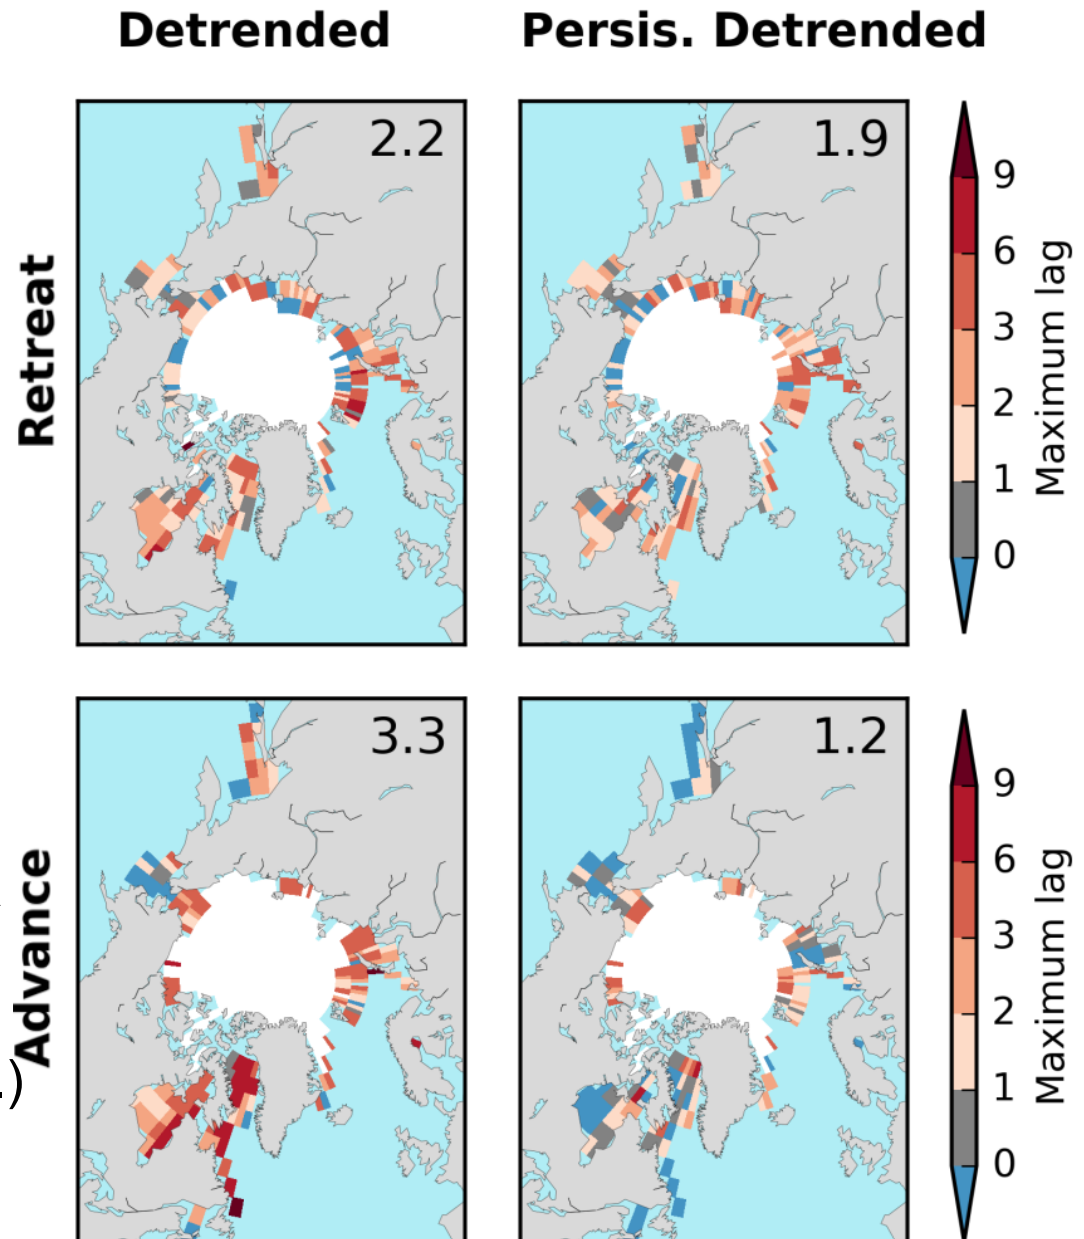 Detrended
Persis. Detrended
Retreat
2.2
1.9
9
6
3
2
1
0
Maximum lag
Advance
3.3
1.2
9
6
3
2
1
0
Maximum lag
)